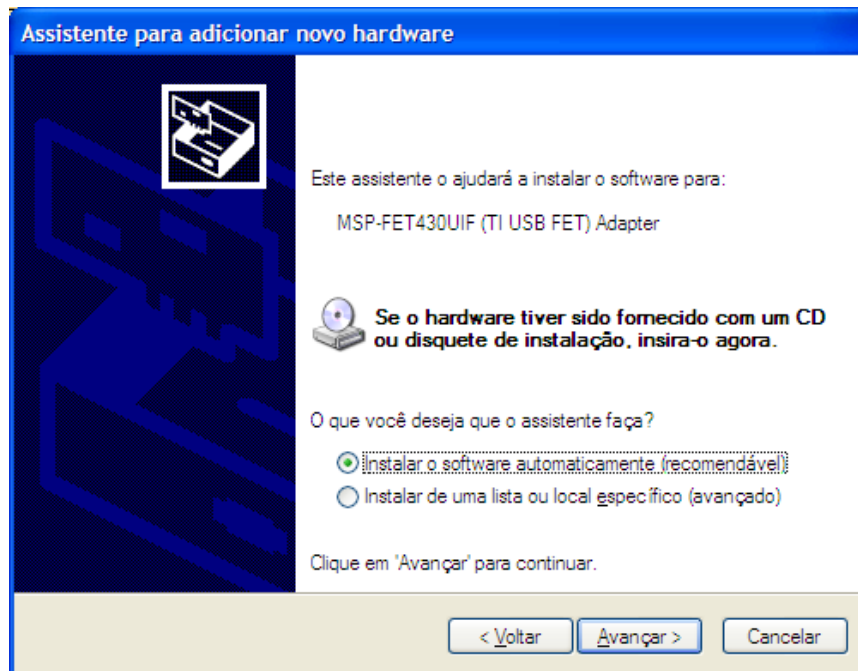 Assistente para adicionar novo hardware
Este assistente o ajudará a instalar o software para:
MSP-FET430UIF (TI USB FET) Adapter
Se o hardware tiver sido fornecido com um CD
ou disquete de instalação, insira-o agora.
O que você deseja que o assistente faça?
Instalar o software automaticamente (recomendável)
Instalar de uma lista ou local específico (avançado)
Clique em 'Avançar' para continuar.
< Voltar Avançar > Cancelar